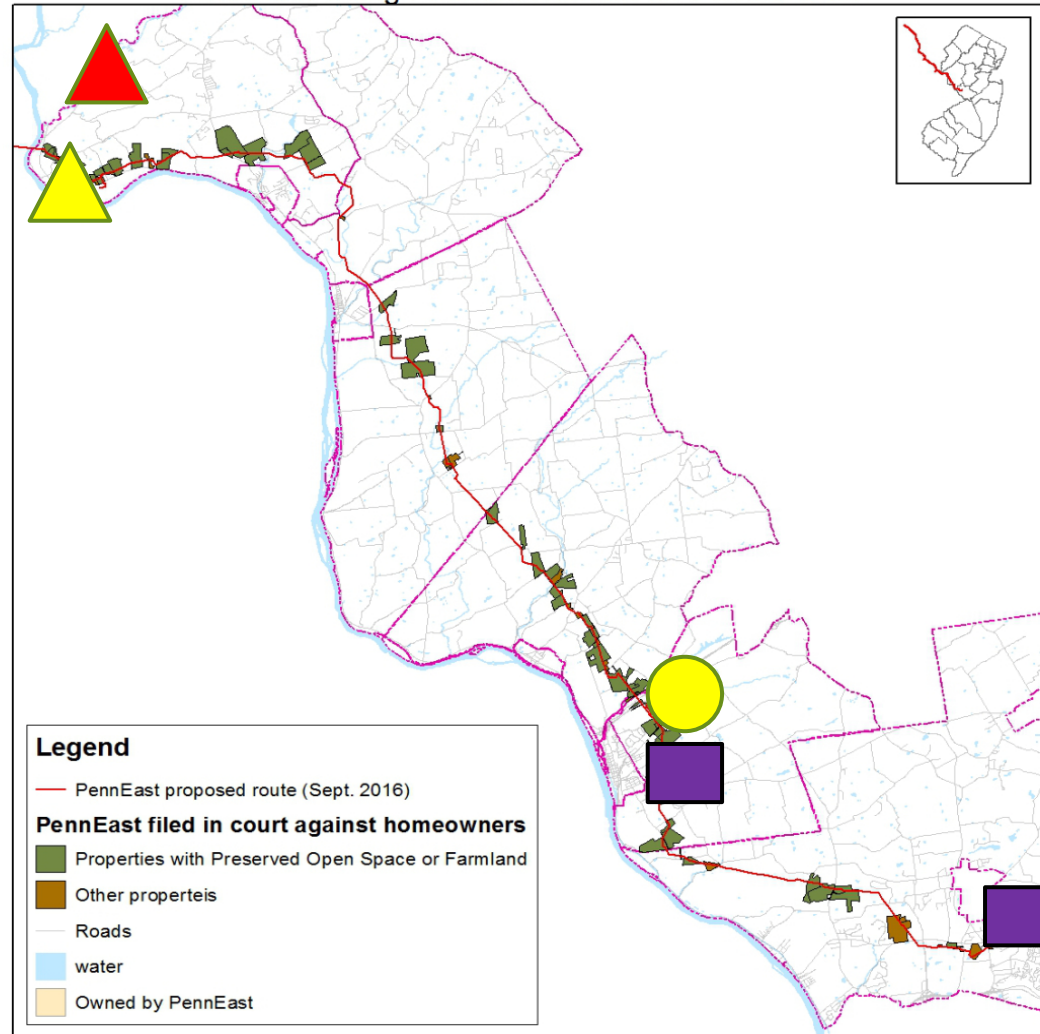 Legend
PennEast proposed route (Sept. 2016)
PennEast filed in court against homeowners
Properties with Preserved Open Space or Farmland
Other properteis
Roads
water
Owned by PennEast